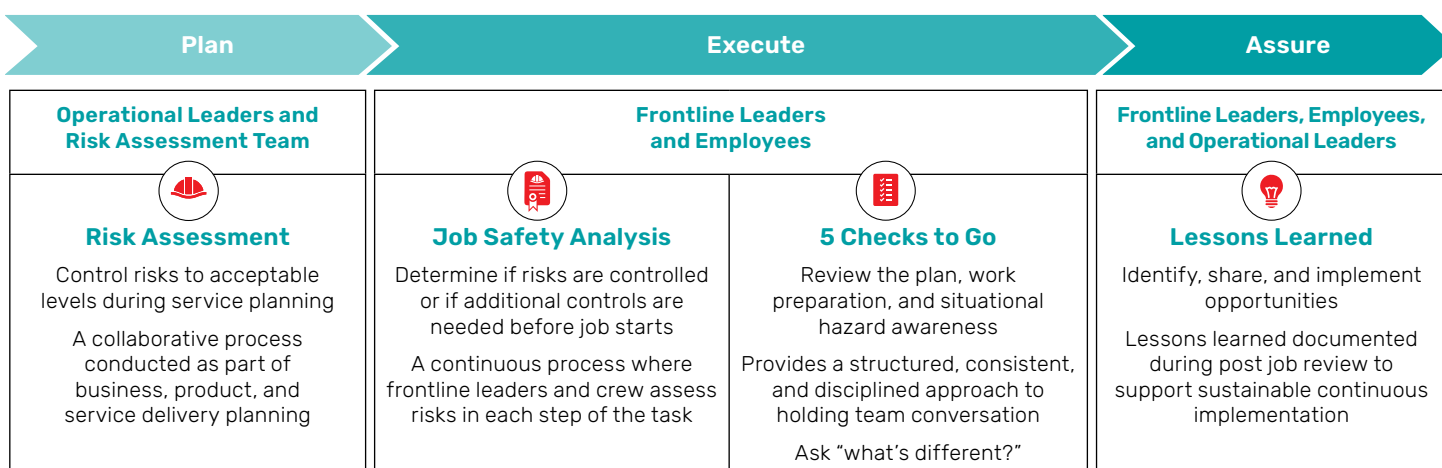 Plan
Execute
Assure
Operational Leaders and
Risk Assessment Team
Frontline Leaders
and Employees
Frontline Leaders, Employees,
and Operational Leaders
Risk Assessment
Control risks to acceptable
levels during service planning
A collaborative process
conducted as part of
business, product, and
service delivery planning
Job Safety Analysis
Determine if risks are controlled
or if additional controls are
needed before job starts
A continuous process where
frontline leaders and crew assess
risks in each step of the task
5 Checks to Go
Review the plan, work
preparation, and situational
hazard awareness
Provides a structured, consistent,
and disciplined approach to
holding team conversation
Ask “what’s different?”
Lessons Learned
Identify, share, and implement
opportunities
Lessons learned documented
during post job review to
support sustainable continuous
implementation